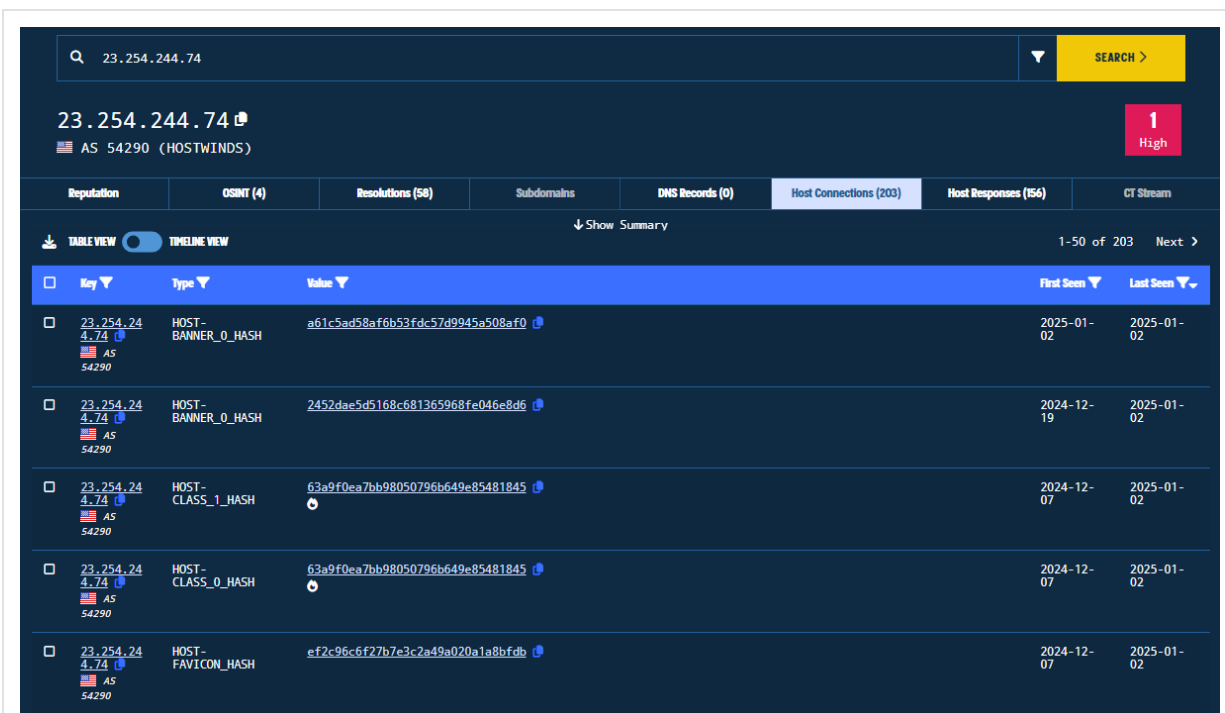 23.254.244.74
SEARCH >
23.254.244.74
AS 54290 (HOSTWINDS)
1
High
Reputation OSINT (4) Resolutions (58) Subdomains DNS Records (0) Host Connections (203) Host Responses (156) CT Stream
↓Show Summary
TABLE VIEW TIMELINE VIEW 1-50 of 203 Next >
Key Type Value First Seen Last Seen
23.254.24 HOST- a61c5ad58af6b53fdc57d9945a508af0 2025-01- 2025-01-
4.74 BANNER_0_HASH 02 02
AS
54290
23.254.24 HOST- 2452dae5d5168c681365968fe046e8d6 2024-12- 2025-01-
4.74 BANNER_0_HASH 19 02
AS
54290
23.254.24 HOST- 63a9f0ea7bb98050796b649e85481845 2024-12- 2025-01-
4.74 CLASS_1_HASH 07 02
AS
54290
23.254.24 HOST- 63a9f0ea7bb98050796b649e85481845 2024-12- 2025-01-
4.74 CLASS_0_HASH 07 02
AS
54290
23.254.24 HOST- ef2c96c6f27b7e3c2a49a020a1a8bfdb 2024-12- 2025-01-
4.74 FAVICON_HASH 07 02
AS
54290